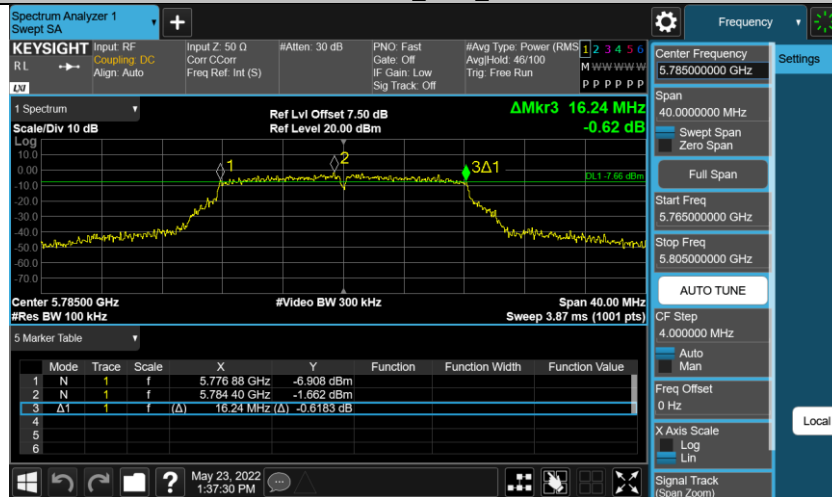 Spectrum Analyzer 1
Swept SA
Frequency
KEYSIGHT
RL
LXI
Input: RF
Coupling: DC
Align: Auto
Input Z: 50 Ω
Corr CCorr
Freq Ref: Int (S)
#Atten: 30 dB
PNO: Fast
Gate: Off
IF Gain: Low
Sig Track: Off
#Avg Type: Power (RMS
Avg|Hold: 46/100
Trig: Free Run
1 2 3 4 5 6
M W W W W W
P P P P P P
1 Spectrum
Scale/Div 10 dB
Ref Lvl Offset 7.50 dB
Ref Level 20.00 dBm
ΔMkr3 16.24 MHz
-0.62 dB
Log
10.0
0.00
-10.0
-20.0
-30.0
-40.0
-50.0
-60.0
-70.0
1
2
3Δ1
DL1 -7.66 dBm
Center 5.78500 GHz
#Video BW 300 kHz
Span 40.00 MHz
#Res BW 100 kHz
Sweep 3.87 ms (1001 pts)
5 Marker Table
Mode Trace Scale X Y Function Function Width Function Value
1 N 1 f 5.776 88 GHz -6.908 dBm
2 N 1 f 5.784 40 GHz -1.662 dBm
3 Δ1 1 f (Δ) 16.24 MHz (Δ) -0.6183 dB
4
5
6
?
May 23, 2022
1:37:30 PM
Center Frequency
5.785000000 GHz
Span
40.0000000 MHz
Swept Span
Zero Span
Full Span
Start Freq
5.765000000 GHz
Stop Freq
5.805000000 GHz
AUTO TUNE
CF Step
4.000000 MHz
Auto
Man
Freq Offset
0 Hz
X Axis Scale
Log
Lin
Signal Track
(Span Zoom)
Settings
Local